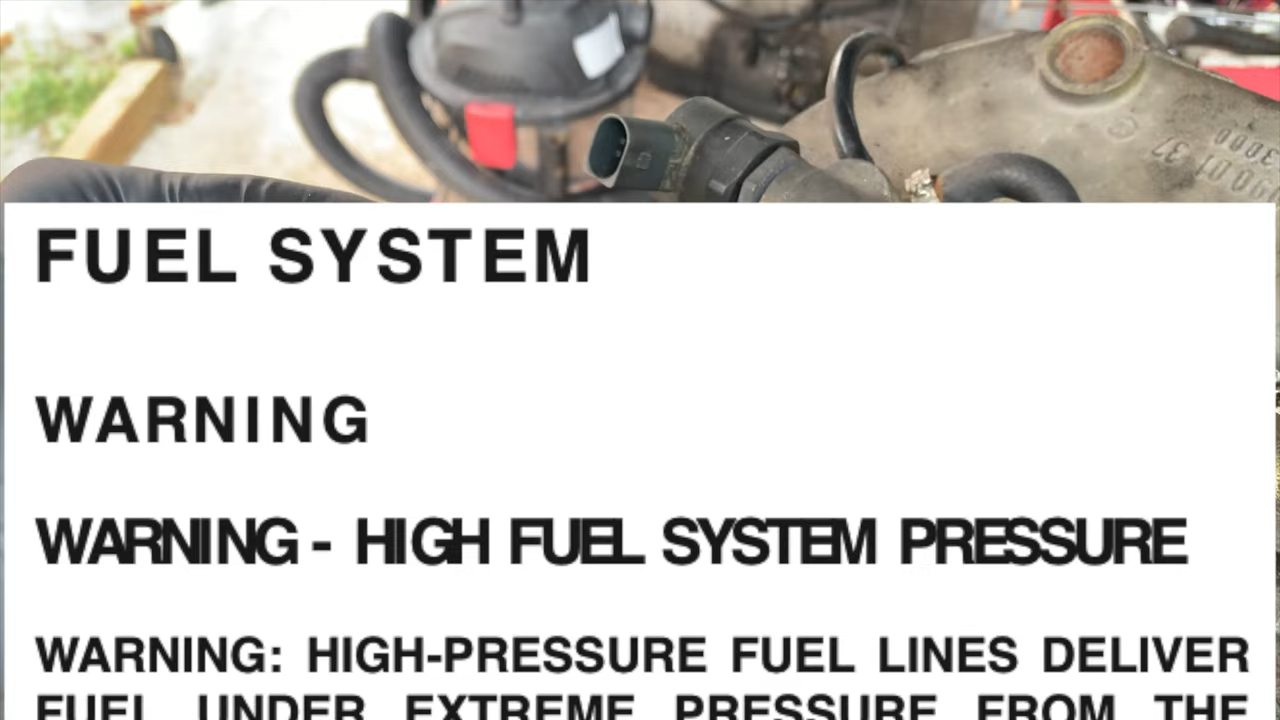 FUEL SYSTEM
WARNING
WARNING - HIGH FUEL SYSTEM PRESSURE
WARNING: HIGH-PRESSURE FUEL LINES DELIVER
FUEL UNDER EXTREME PRESSURE FROM THE